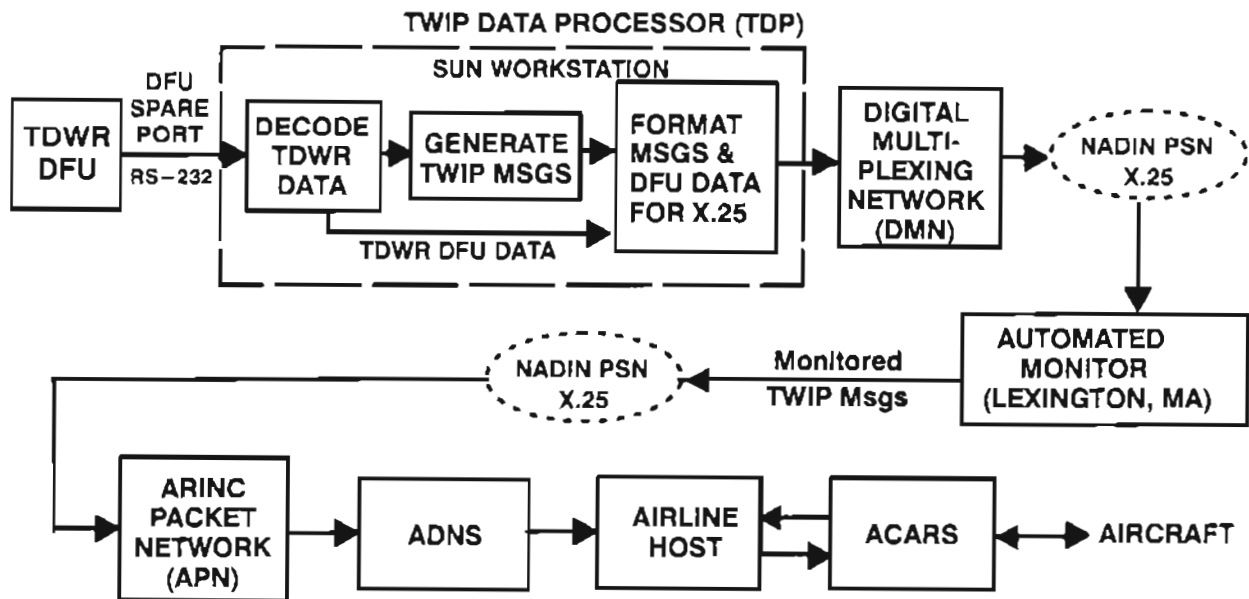 TWIP DATA PROCESSOR (TDP)
SUN WORKSTATION
DFU
SPARE
PORT
RS-232
TDWR
DFU
DECODE
TDWR
DATA
GENERATE
TWIP MSGS
TDWR DFU DATA
FORMAT
MSGS &
DFU DATA
FOR X.25
DIGITAL
MULTI-
PLEXING
NETWORK
(DMN)
NADIN PSN
X.25
AUTOMATED
MONITOR
(LEXINGTON, MA)
Monitored
TWIP Msgs
NADIN PSN
X.25
ARINC
PACKET
NETWORK
(APN)
ADNS
AIRLINE
HOST
ACARS
AIRCRAFT